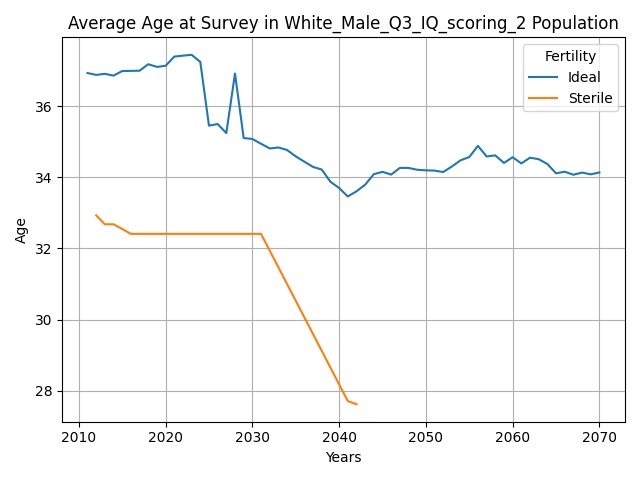 Average Age at Survey in White_Male_Q3_IQ_scoring_2 Population
Fertility
Ideal
Sterile
Age
36
34
32
30
28
2010 2020 2030 2040 2050 2060 2070
Years